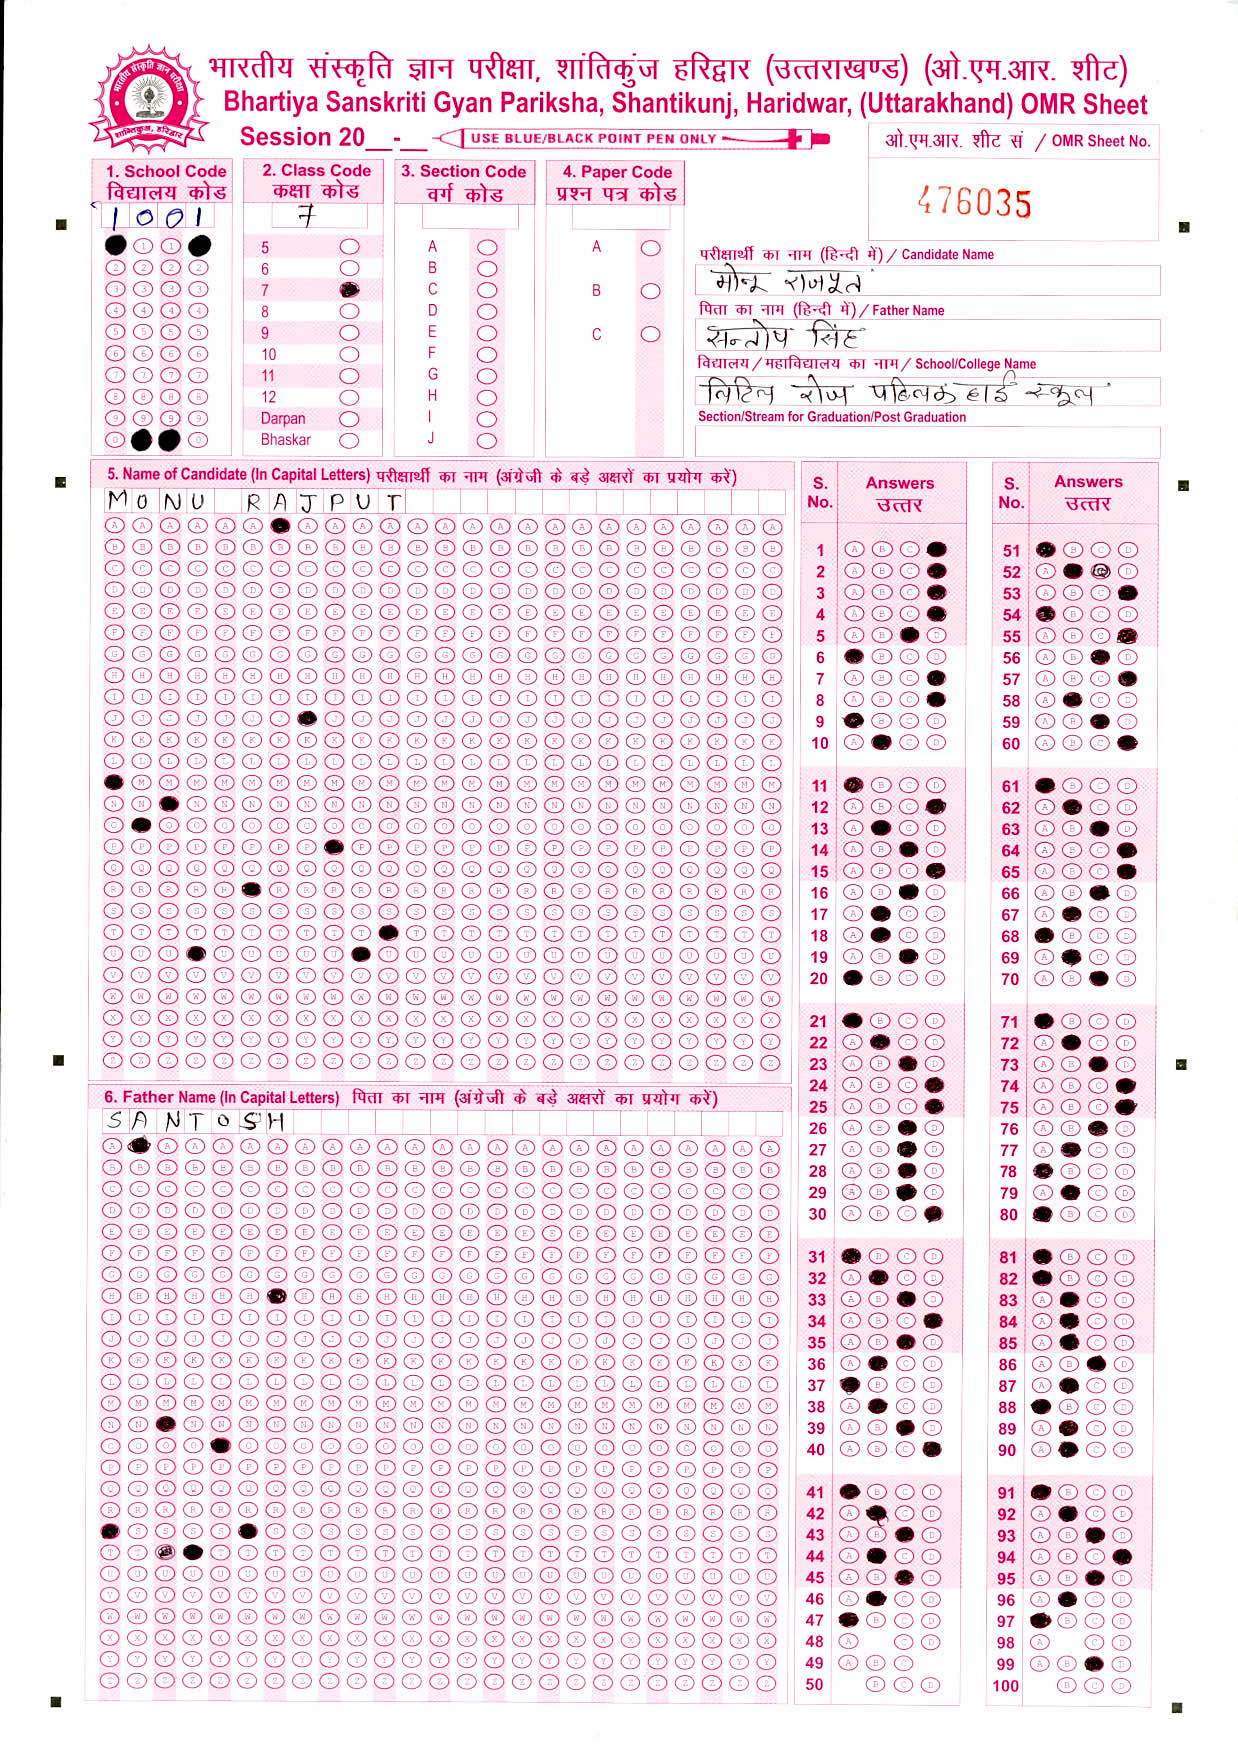 भारतीय संस्कृति ज्ञान परीक्षा, शांतिकुंज हरिद्वार (उत्तराखण्ड) (ओ.एम.आर. शीट)
Bhartiya Sanskriti Gyan Pariksha, Shantikunj, Haridwar, (Uttarakhand) OMR Sheet
Session 20__-__ USE BLUE/BLACK POINT PEN ONLY
ओ.एम.आर. शीट सं / OMR Sheet No.
476035
1. School Code
विद्यालय कोड
1001
2. Class Code
कक्षा कोड
7
5
6
7
8
9
10
11
12
Darpan
Bhaskar
3. Section Code
वर्ग कोड
A
B
C
D
E
F
G
H
I
J
4. Paper Code
प्रश्न पत्र कोड
A
B
C
परीक्षार्थी का नाम (हिन्दी में) / Candidate Name
मोनू राजपूत
पिता का नाम (हिन्दी में) / Father Name
सन्तोष सिंह
विद्यालय / महाविद्यालय का नाम / School/College Name
लिटिल रोज पब्लिक हाई स्कूल
Section/Stream for Graduation/Post Graduation
5. Name of Candidate (In Capital Letters) परीक्षार्थी का नाम (अंग्रेजी के बड़े अक्षरों का प्रयोग करें)
MONU RAJPUT
6. Father Name (In Capital Letters) पिता का नाम (अंग्रेजी के बड़े अक्षरों का प्रयोग करें)
SANTOSH
S. No. Answers उत्तर
1
2
3
4
5
6
7
8
9
10
11
12
13
14
15
16
17
18
19
20
21
22
23
24
25
26
27
28
29
30
31
32
33
34
35
36
37
38
39
40
41
42
43
44
45
46
47
48
49
50
S. No. Answers उत्तर
51
52
53
54
55
56
57
58
59
60
61
62
63
64
65
66
67
68
69
70
71
72
73
74
75
76
77
78
79
80
81
82
83
84
85
86
87
88
89
90
91
92
93
94
95
96
97
98
99
100